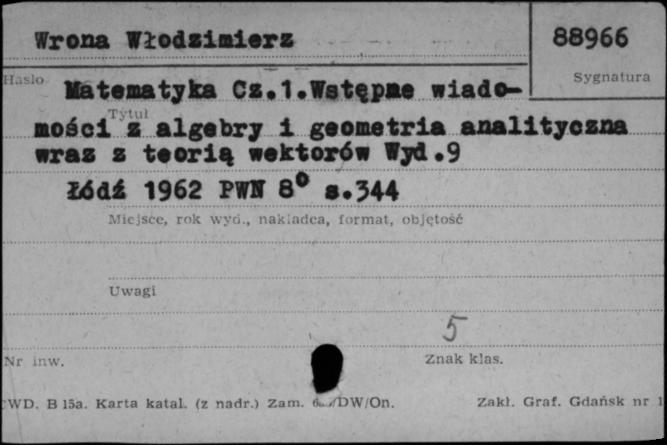 Wrona Włodzimierz
88966
Hasło
Sygnatura
Matematyka Cz.1.Wstępne wiado-
Tytuł
mości z algebry i geometria analityczna
wraz z teorią wektorów Wyd.9
Łódź 1962 PWN 8° s.344
Miejsce, rok wyd., nakładca, format, objętość
Uwagi
5
Nr inw.
Znak klas.
WD. B 15a. Karta katal. (z nadr.) Zam. /DW/On.
Zakł. Graf. Gdańsk nr 1